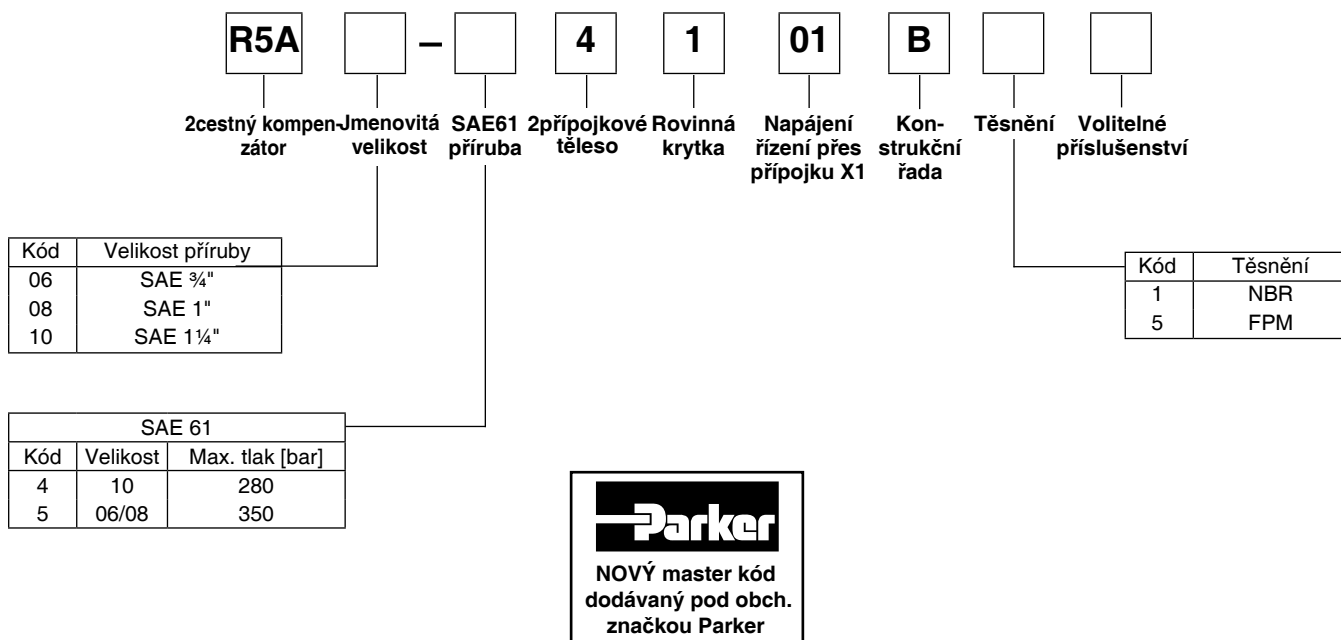 R5A – 4 1 01 B
2cestný kompen-
zátor
Jmenovitá
velikost
SAE61
příruba
2přípojkové
těleso
Rovinná
krytka
Napájení
řízení přes
přípojku X1
Kon-
strukční
řada
Těsnění
Volitelné
příslušenství
Kód Velikost příruby
06 SAE ¾"
08 SAE 1"
10 SAE 1¼"
Kód Těsnění
1 NBR
5 FPM
SAE 61
Kód Velikost Max. tlak [bar]
4 10 280
5 06/08 350
Parker
NOVÝ master kód
dodávaný pod obch.
značkou Parker